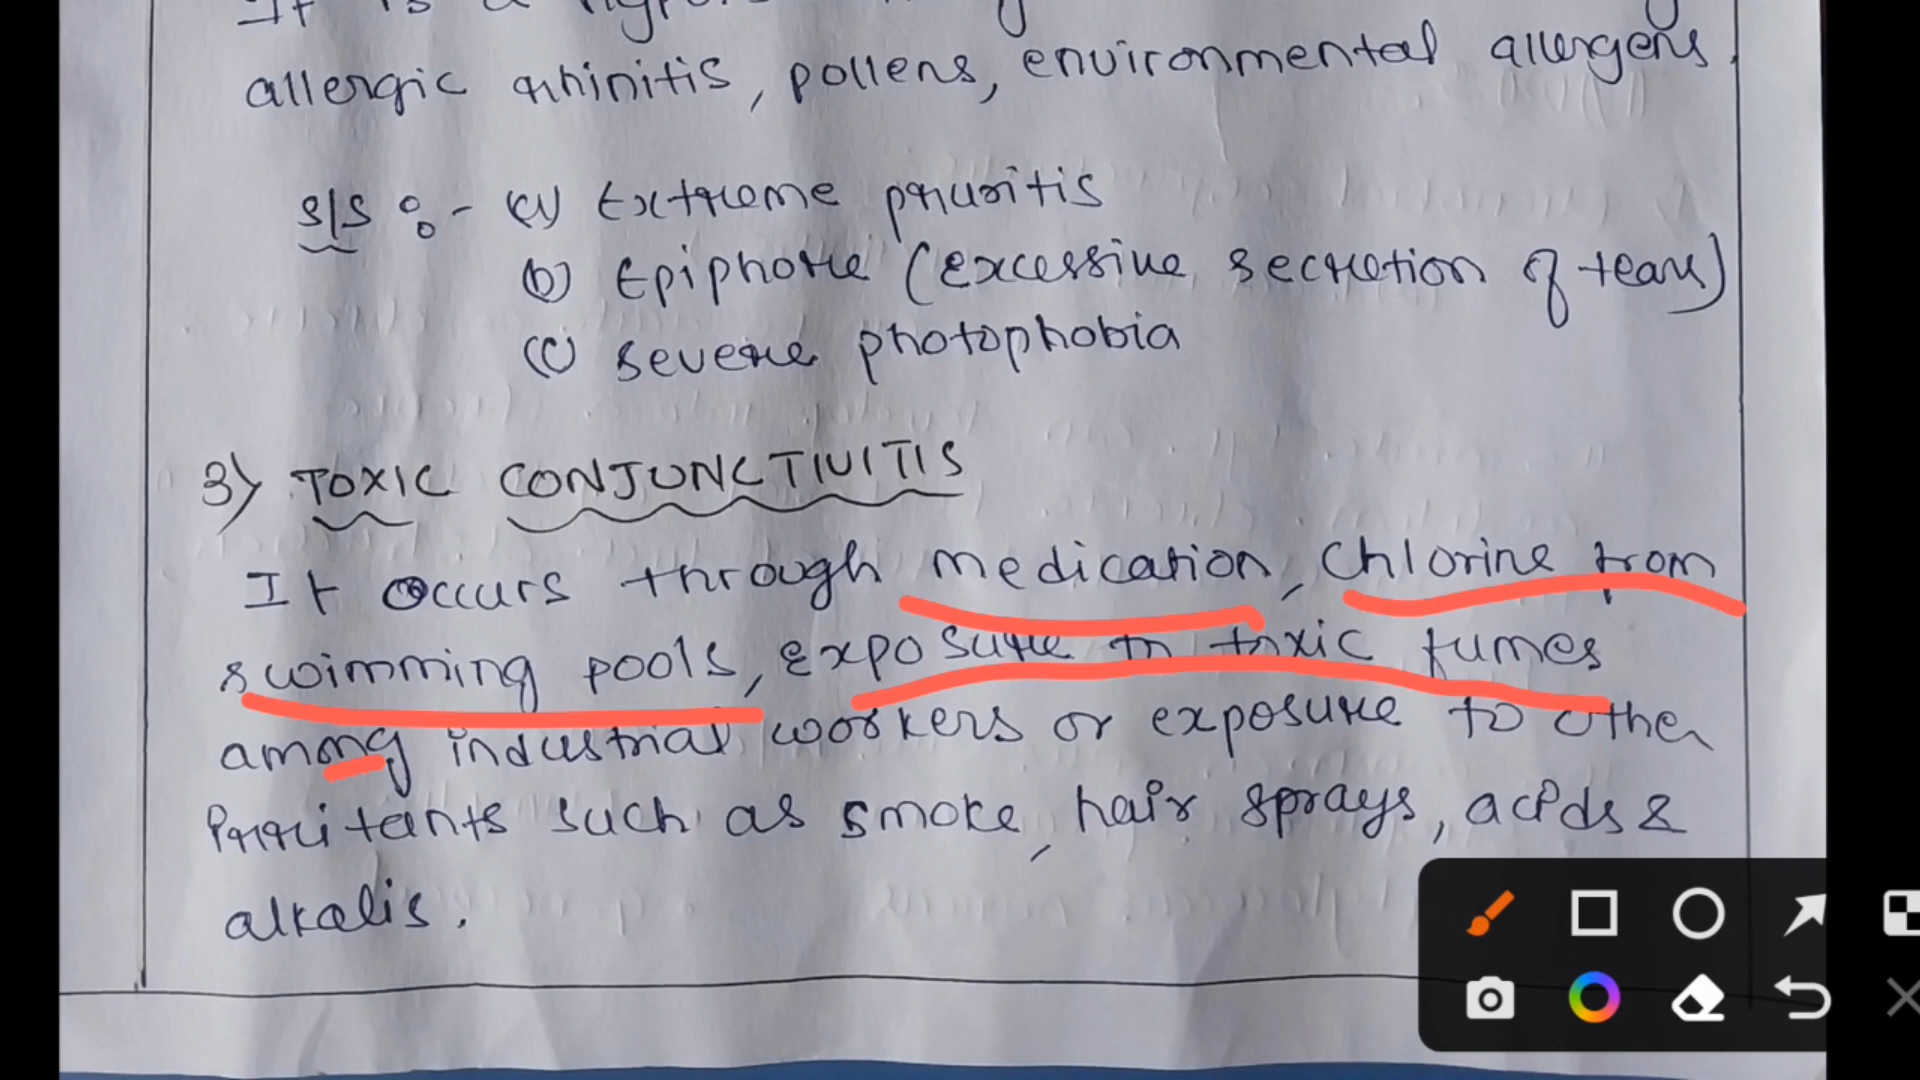 It is a
allergic rhinitis, pollens, environmental allergens.
S/S :- (a) Extreme pruritis
(b) Epiphore (excessive secretion of tears)
(c) severe photophobia
3) TOXIC CONJUNCTIVITIS
It occurs through medication, Chlorine from
swimming pools, exposure to toxic fumes
among industrial workers or exposure to other
irritants such as smoke, hair sprays, acids &
alkalis.